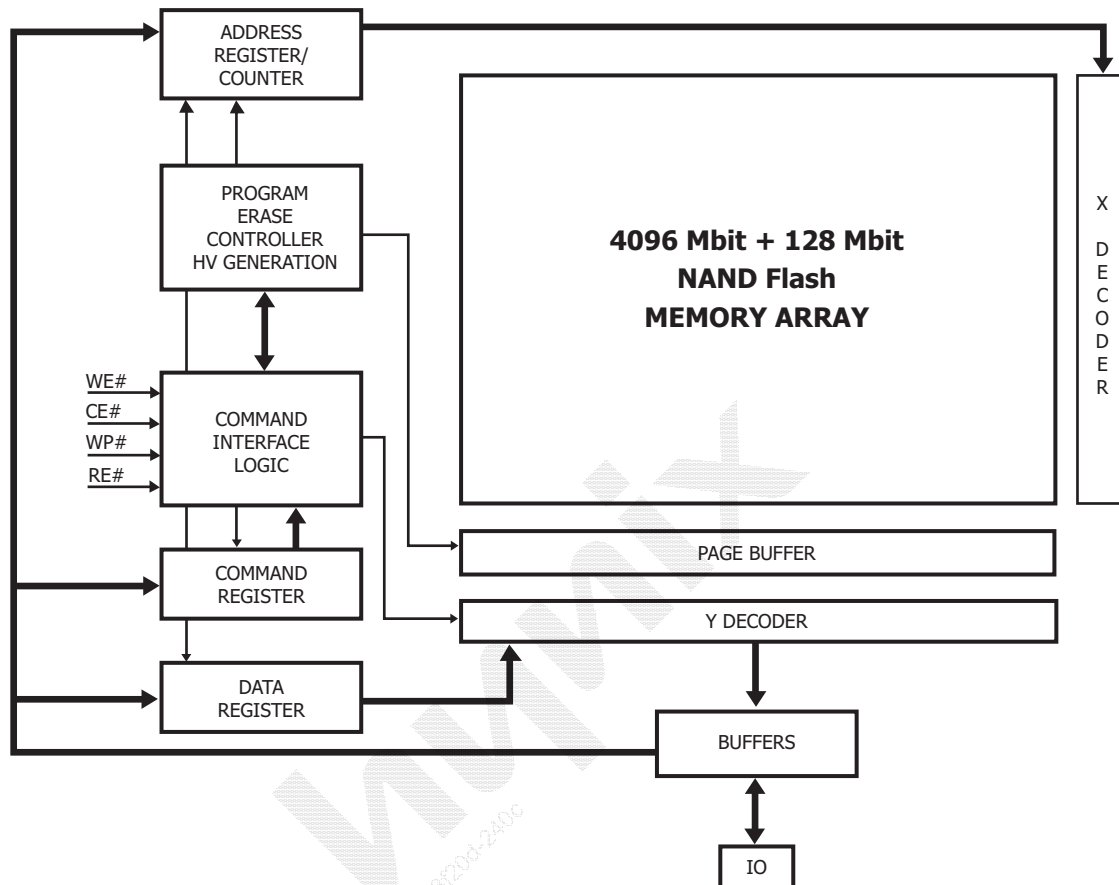 ADDRESS
REGISTER/
COUNTER
PROGRAM
ERASE
CONTROLLER
HV GENERATION
4096 Mbit + 128 Mbit
NAND Flash
MEMORY ARRAY
X
DECODER
WE#
CE#
WP#
RE#
COMMAND
INTERFACE
LOGIC
PAGE BUFFER
COMMAND
REGISTER
Y DECODER
DATA
REGISTER
BUFFERS
IO